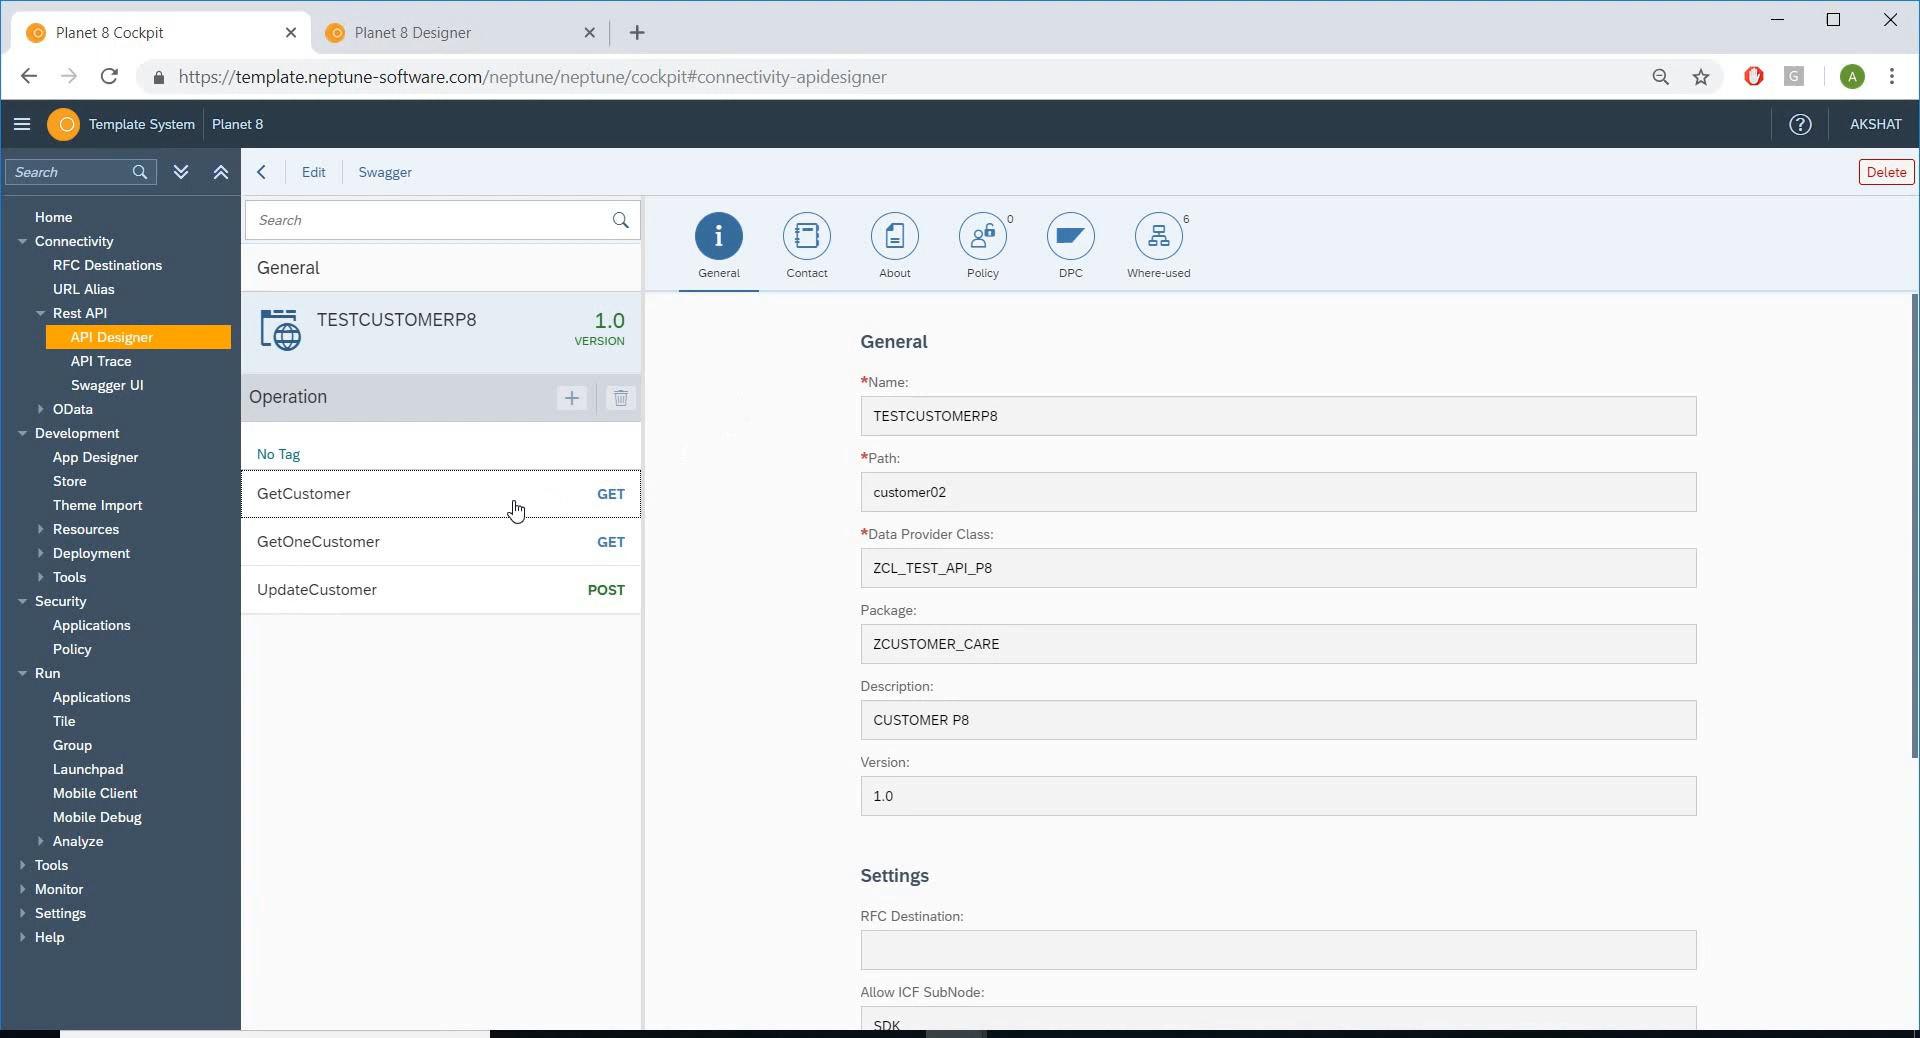 Planet 8 Cockpit
Planet 8 Designer
https://template.neptune-software.com/neptune/neptune/cockpit#connectivity-apidesigner
G
A
Template System
Planet 8
AKSHAT
Search
Edit
Swagger
Delete
Home
Connectivity
RFC Destinations
URL Alias
Rest API
API Designer
API Trace
Swagger UI
OData
Development
App Designer
Store
Theme Import
Resources
Deployment
Tools
Security
Applications
Policy
Run
Applications
Tile
Group
Launchpad
Mobile Client
Mobile Debug
Analyze
Tools
Monitor
Settings
Help
Search
General
TESTCUSTOMERP8
1.0
VERSION
Operation
No Tag
GetCustomer GET
GetOneCustomer GET
UpdateCustomer POST
General
Contact
About
0
Policy
DPC
6
Where-used
General
*Name:
TESTCUSTOMERP8
*Path:
customer02
*Data Provider Class:
ZCL_TEST_API_P8
Package:
ZCUSTOMER_CARE
Description:
CUSTOMER P8
Version:
1.0
Settings
RFC Destination:
Allow ICF SubNode:
SDK